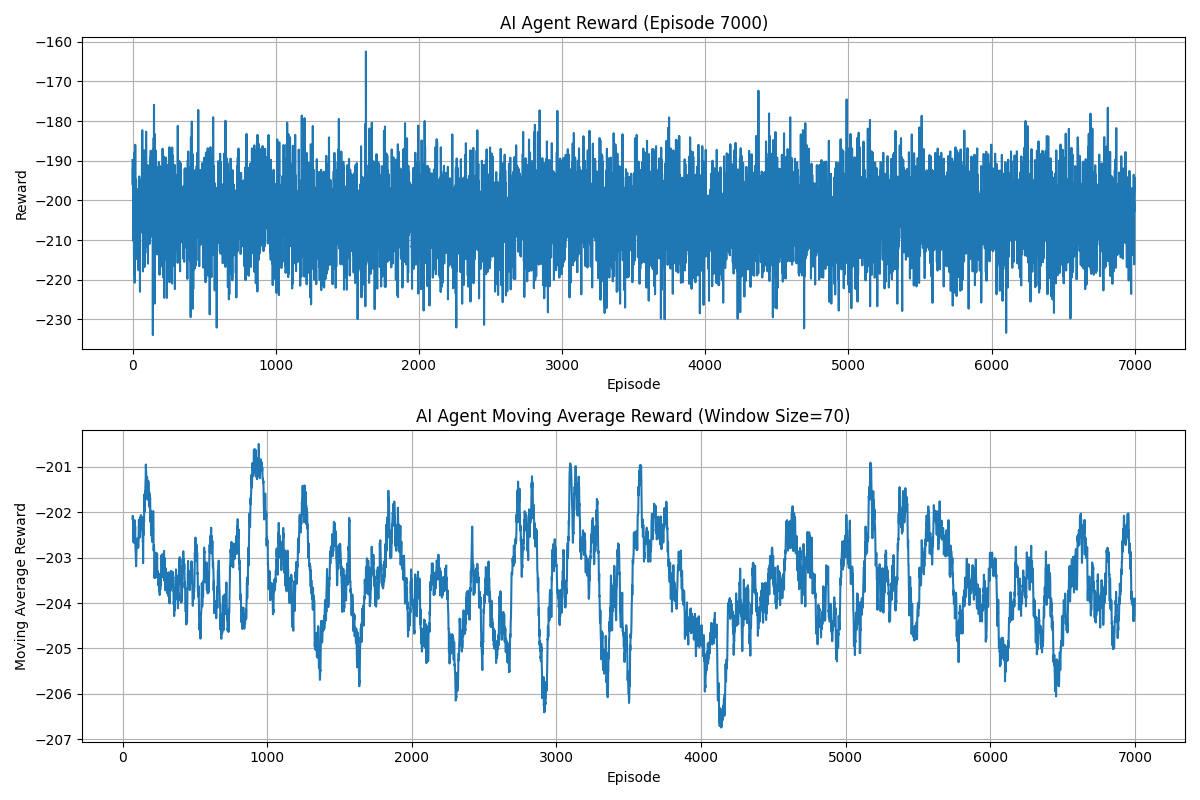 AI Agent Reward (Episode 7000)
−160
−170
−180
−190
−200
−210
−220
−230
Reward
0 1000 2000 3000 4000 5000 6000 7000
Episode
AI Agent Moving Average Reward (Window Size=70)
−201
−202
−203
−204
−205
−206
−207
Moving Average Reward
0 1000 2000 3000 4000 5000 6000 7000
Episode